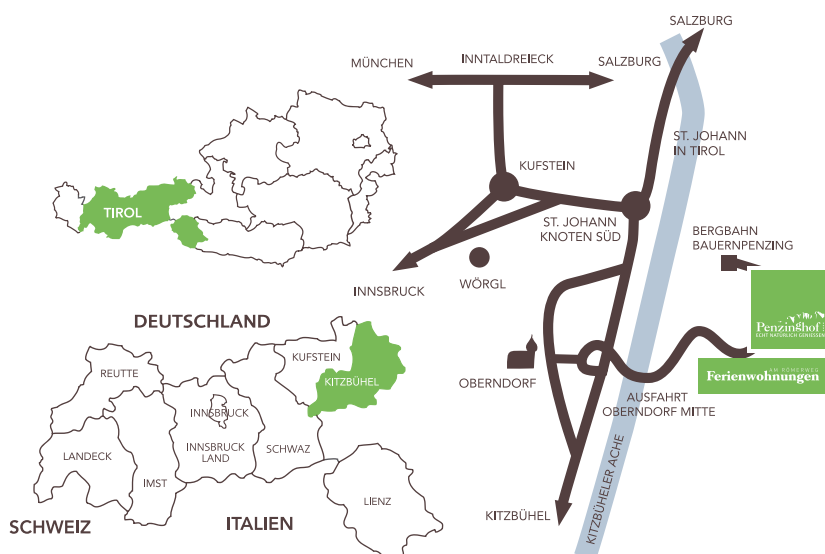 SALZBURG
MÜNCHEN
INNTALDREIECK
SALZBURG
ST. JOHANN
IN TIROL
KUFSTEIN
TIROL
ST. JOHANN
KNOTEN SÜD
BERGBAHN
BAUERNPENZING
WÖRGL
INNSBRUCK
Penzinghof
ECHT NATÜRLICH GENIESSEN
DEUTSCHLAND
KUFSTEIN
REUTTE
KITZBÜHEL
OBERNDORF
AM RÖMERWEG
Ferienwohnungen
AUSFAHRT
OBERNDORF MITTE
INNSBRUCK
LANDECK
INNSBRUCK
LAND
SCHWAZ
IMST
LIENZ
KITZBÜHEL
KITZBÜHELER ACHE
SCHWEIZ
ITALIEN